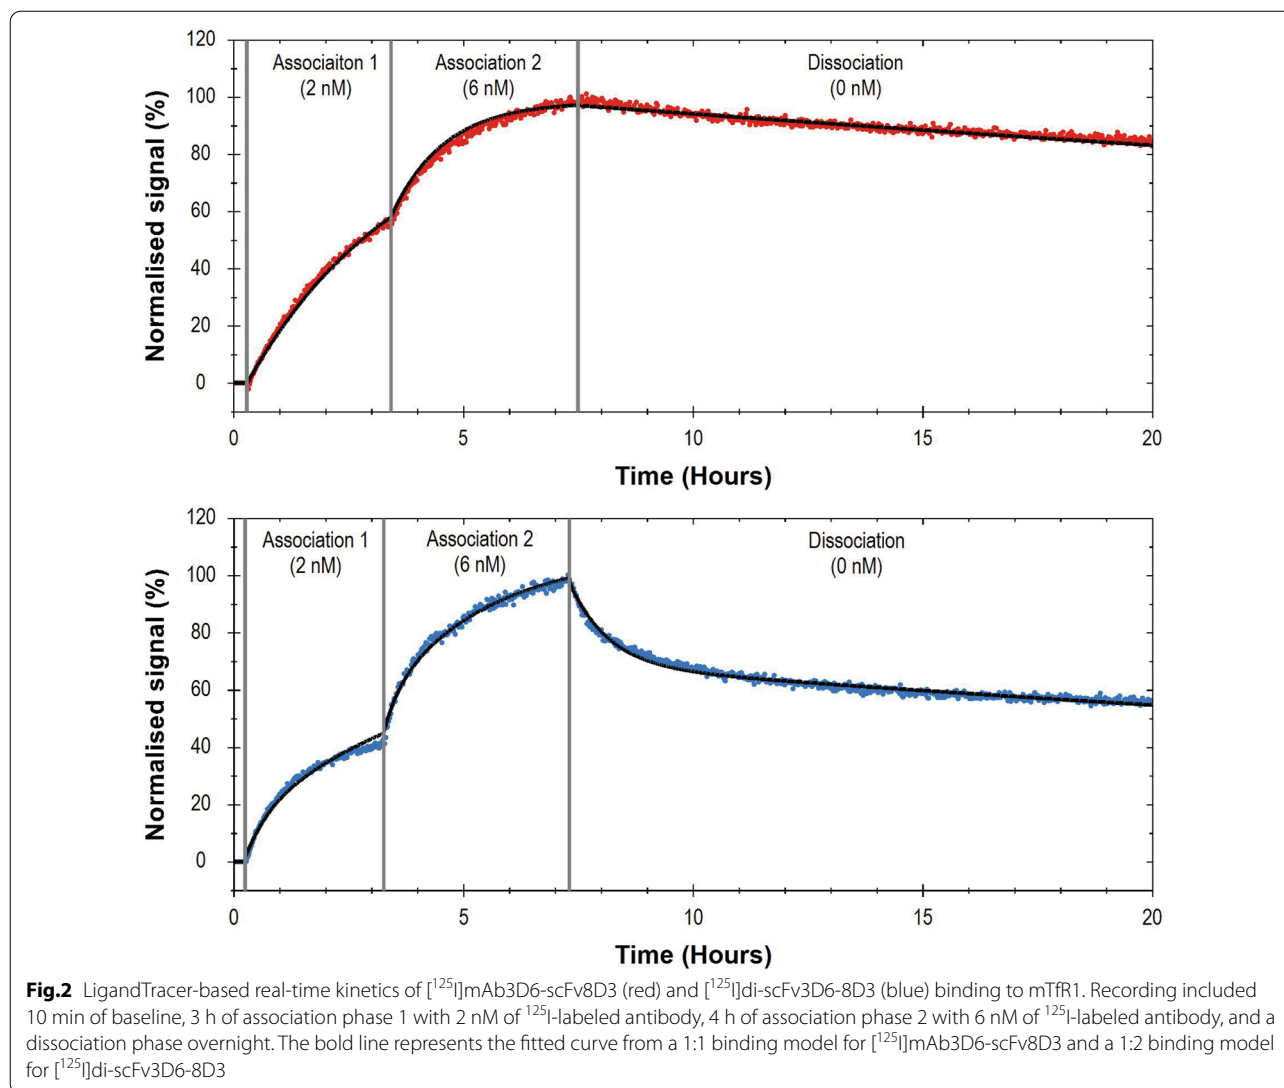 120
100
80
60
40
20
0
Normalised signal (%)
Associaiton 1
(2 nM)
Association 2
(6 nM)
Dissociation
(0 nM)
0 5 10 15 20
Time (Hours)
120
100
80
60
40
20
0
Normalised signal (%)
Association 1
(2 nM)
Association 2
(6 nM)
Dissociation
(0 nM)
0 5 10 15 20
Time (Hours)
Fig.2 LigandTracer-based real-time kinetics of [¹²⁵I]mAb3D6-scFv8D3 (red) and [¹²⁵I]di-scFv3D6-8D3 (blue) binding to mTfR1. Recording included
10 min of baseline, 3 h of association phase 1 with 2 nM of ¹²⁵I-labeled antibody, 4 h of association phase 2 with 6 nM of ¹²⁵I-labeled antibody, and a
dissociation phase overnight. The bold line represents the fitted curve from a 1:1 binding model for [¹²⁵I]mAb3D6-scFv8D3 and a 1:2 binding model
for [¹²⁵I]di-scFv3D6-8D3